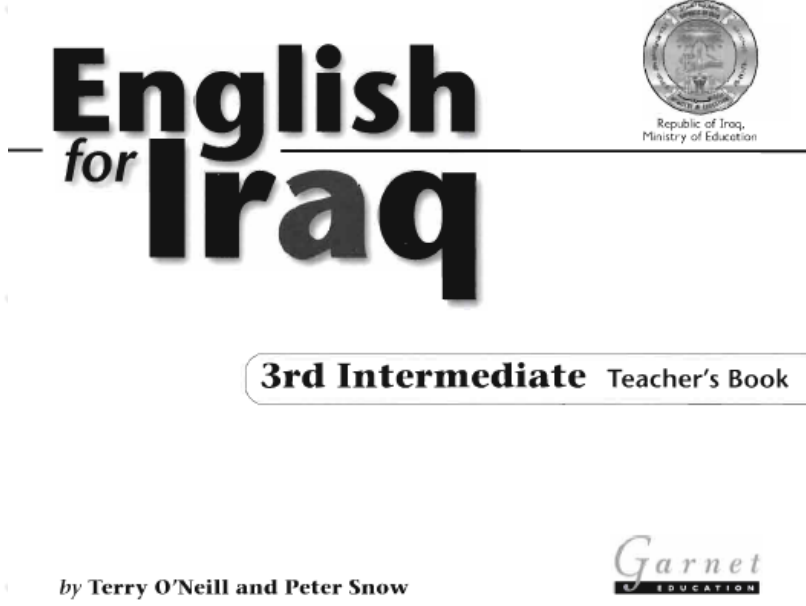 English
for Iraq
Republic of Iraq,
Ministry of Education
3rd Intermediate Teacher's Book
by Terry O'Neill and Peter Snow
Garnet
EDUCATION